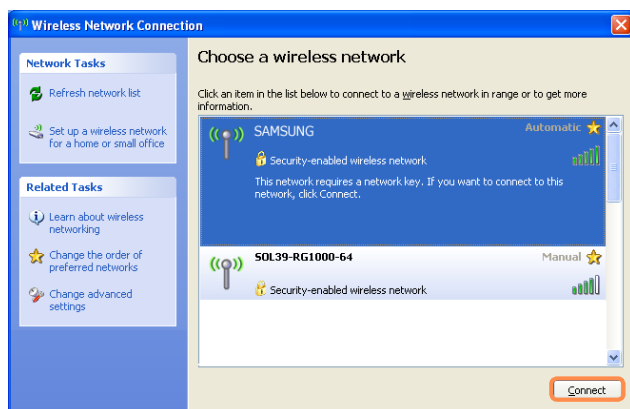 Wireless Network Connection
Network Tasks
Refresh network list
Set up a wireless network
for a home or small office
Related Tasks
Learn about wireless
networking
Change the order of
preferred networks
Change advanced
settings
Choose a wireless network
Click an item in the list below to connect to a wireless network in range or to get more
information.
SAMSUNG
Automatic
Security-enabled wireless network
This network requires a network key. If you want to connect to this
network, click Connect.
SOL39-RG1000-64
Manual
Security-enabled wireless network
Connect